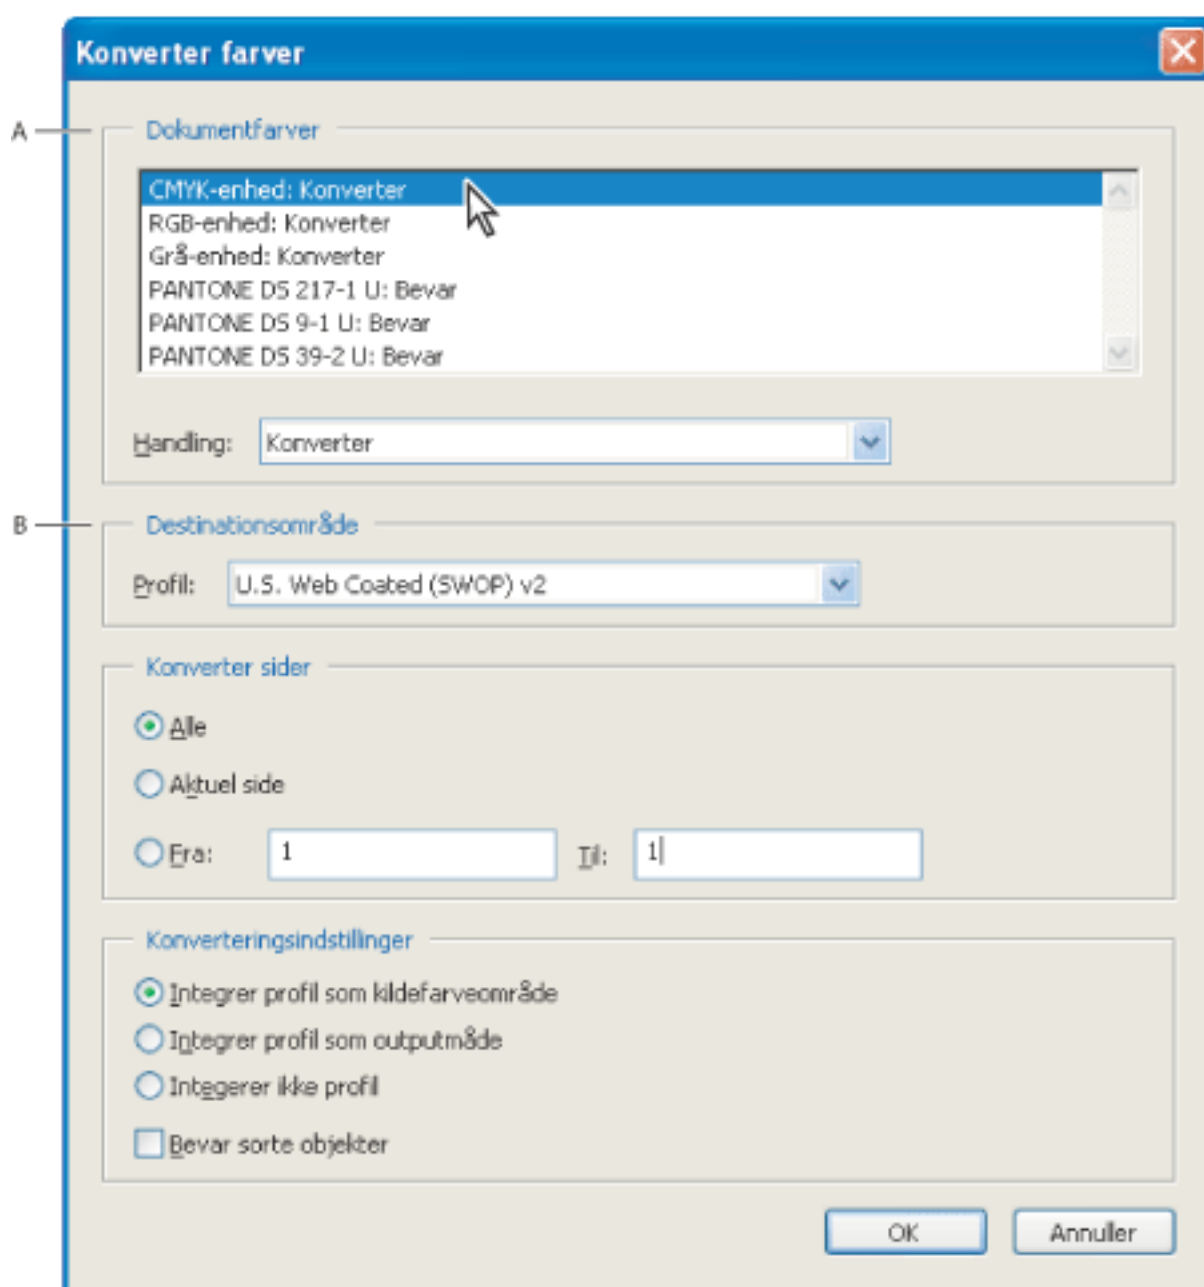 Konverter farver
A
Dokumentfarver
CMYK-enhed: Konverter
RGB-enhed: Konverter
Grå-enhed: Konverter
PANTONE DS 217-1 U: Bevar
PANTONE DS 9-1 U: Bevar
PANTONE DS 39-2 U: Bevar
Handling: Konverter
B
Destinationsområde
Profil: U.S. Web Coated (SWOP) v2
Konverter sider
Alle
Aktuel side
Fra: 1 Til: 1
Konverteringsindstillinger
Integrer profil som kildefarveområde
Integrer profil som outputmåde
Integerer ikke profil
Bevar sorte objekter
OK Annuller